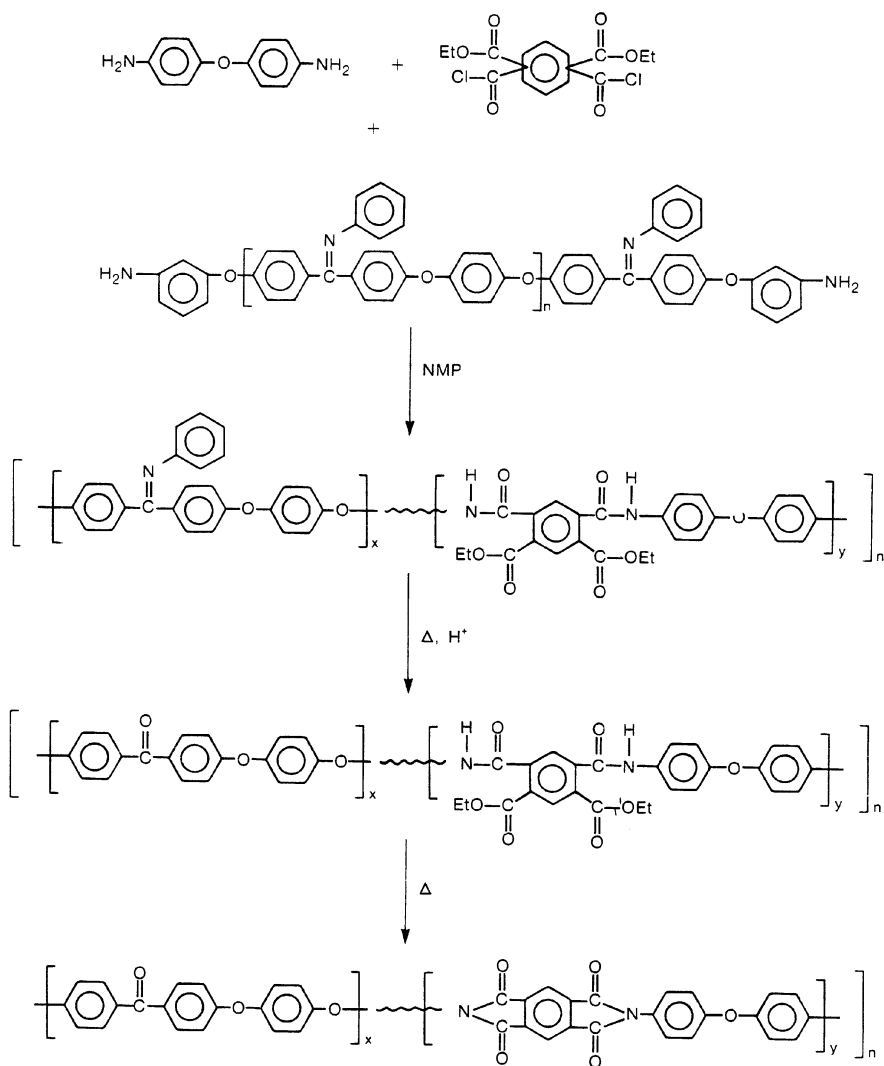 H₂N O NH₂ + EtO C O Cl C O C O OEt C O Cl
+
H₂N O N C O O n N C O NH₂
NMP
N C O O x H N C O C O H N O y n
EtO C O C O OEt
Δ, H⁺
O C O O x H N C O C O H N O y n
EtO C O C O OEt
Δ
O C O O x N C O C O C O C O N O y n